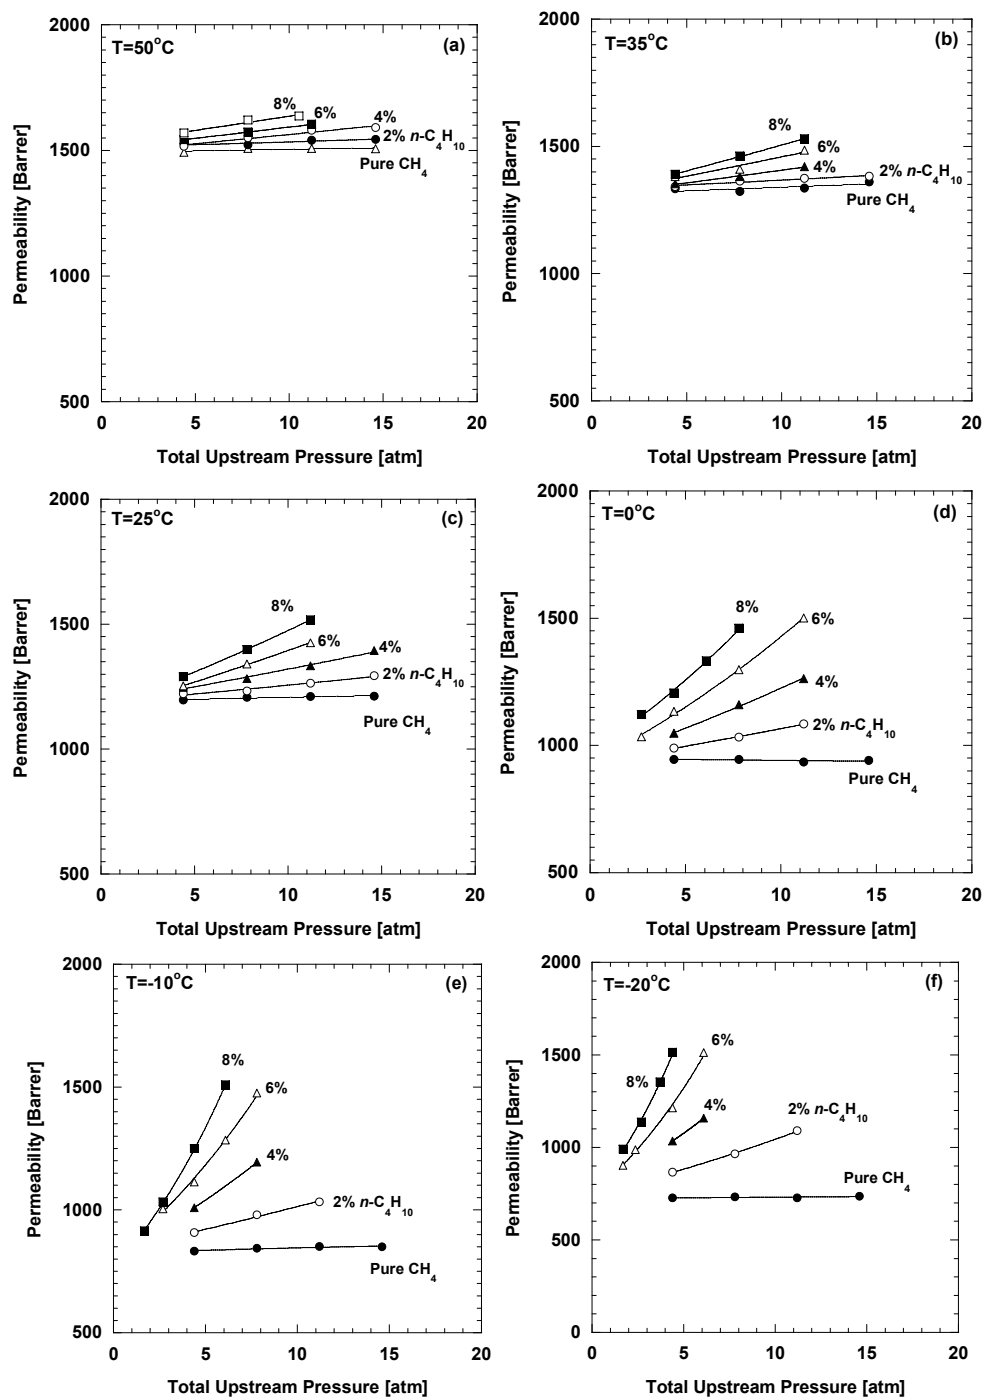 2000
1500
1000
500
0
5
10
15
20
Permeability [Barrer]
Total Upstream Pressure [atm]
T=50°C
(a)
8%
6%
4%
2% n-C₄H₁₀
Pure CH₄
2000
1500
1000
500
0
5
10
15
20
Permeability [Barrer]
Total Upstream Pressure [atm]
T=35°C
(b)
8%
6%
4%
2% n-C₄H₁₀
Pure CH₄
2000
1500
1000
500
0
5
10
15
20
Permeability [Barrer]
Total Upstream Pressure [atm]
T=25°C
(c)
8%
6%
4%
2% n-C₄H₁₀
Pure CH₄
2000
1500
1000
500
0
5
10
15
20
Permeability [Barrer]
Total Upstream Pressure [atm]
T=0°C
(d)
8%
6%
4%
2% n-C₄H₁₀
Pure CH₄
2000
1500
1000
500
0
5
10
15
20
Permeability [Barrer]
Total Upstream Pressure [atm]
T=-10°C
(e)
8%
6%
4%
2% n-C₄H₁₀
Pure CH₄
2000
1500
1000
500
0
0
5
10
15
20
Permeability [Barrer]
Total Upstream Pressure [atm]
T=-20°C
(f)
6%
8%
4%
2% n-C₄H₁₀
Pure CH₄